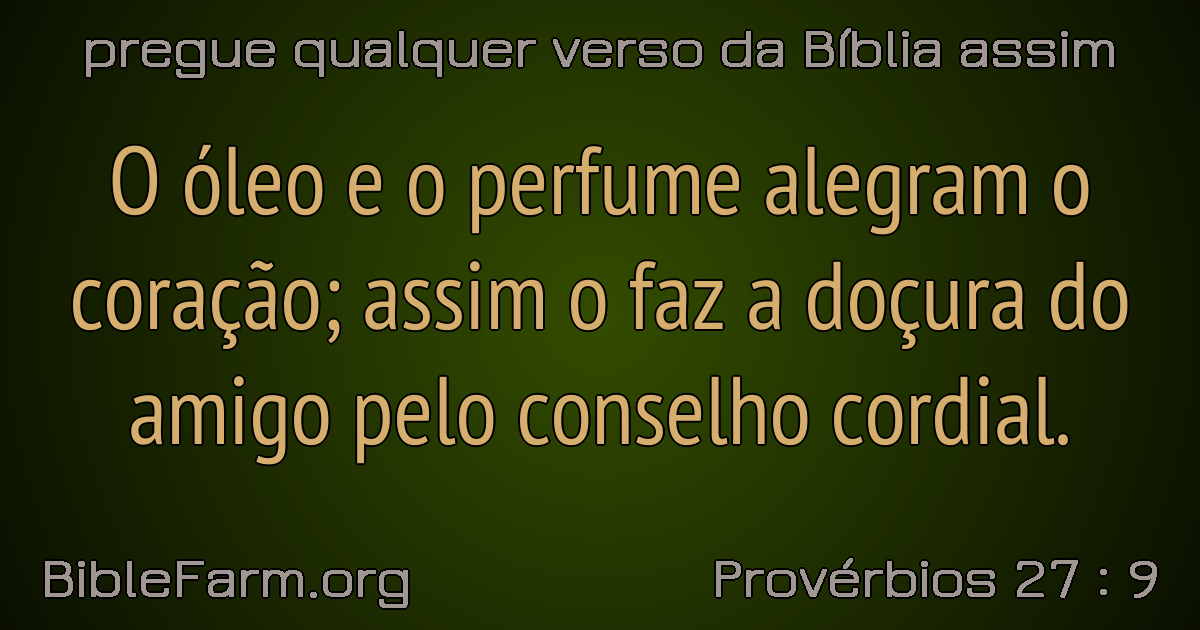 pregue qualquer verso da Bíblia assim
O óleo e o perfume alegram o
coração; assim o faz a doçura do
amigo pelo conselho cordial.
BibleFarm.org
Provérbios 27 : 9